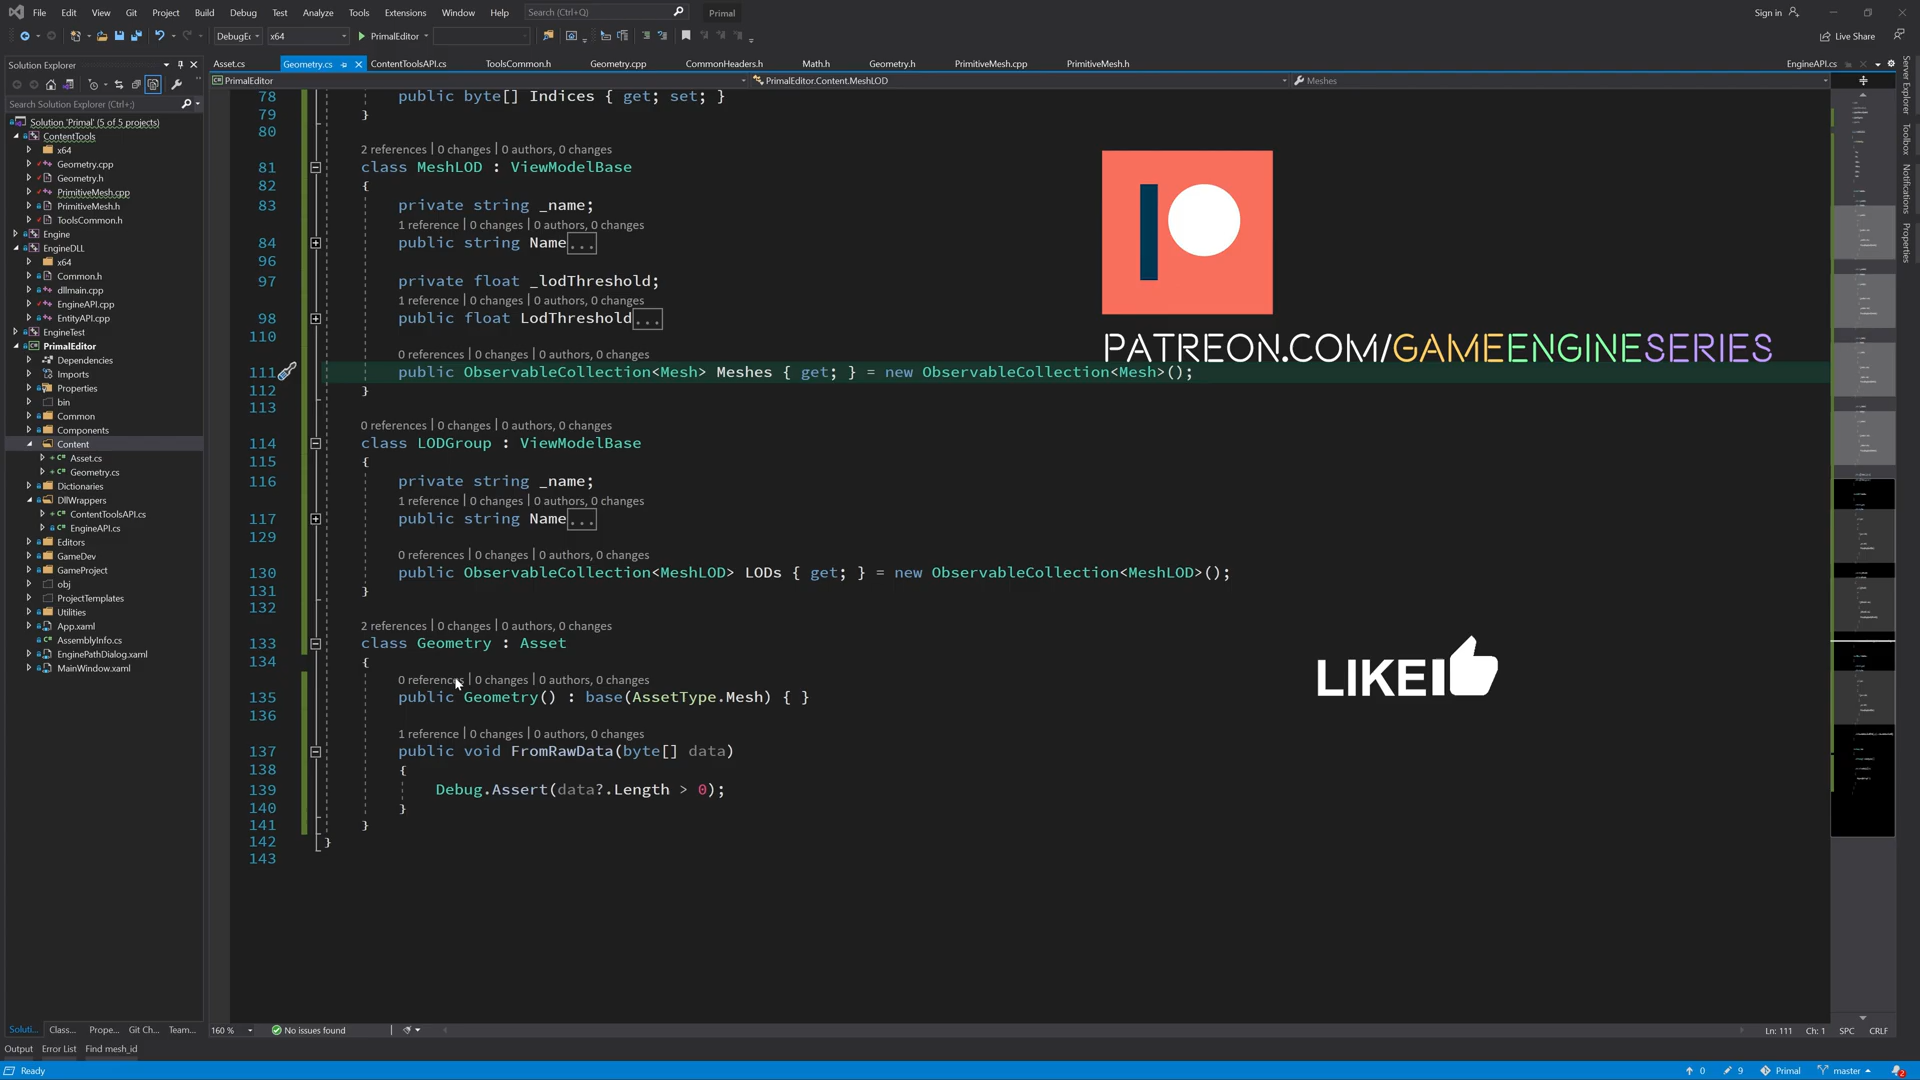 File Edit View Git Project Build Debug Test Analyze Tools Extensions Window Help Search (Ctrl+Q) Primal Sign in
x64 PrimalEditor Live Share
Solution Explorer
Asset.cs Geometry.cs ContentToolsAPI.cs ToolsCommon.h Geometry.cpp CommonHeaders.h Math.h Geometry.h PrimitiveMesh.cpp PrimitiveMesh.h EngineAPI.cs
PrimalEditor PrimalEditor.Content.MeshLOD Meshes
Search Solution Explorer (Ctrl+;)
Solution 'Primal' (5 of 5 projects)
ContentTools
x64
Geometry.cpp
Geometry.h
PrimitiveMesh.cpp
PrimitiveMesh.h
ToolsCommon.h
Engine
EngineDLL
x64
Common.h
dllmain.cpp
EngineAPI.cpp
EntityAPI.cpp
EngineTest
PrimalEditor
Dependencies
Imports
Properties
bin
Common
Components
Content
Asset.cs
Geometry.cs
Dictionaries
DllWrappers
ContentToolsAPI.cs
EngineAPI.cs
Editors
GameDev
GameProject
obj
ProjectTemplates
Utilities
App.xaml
AssemblyInfo.cs
EnginePathDialog.xaml
MainWindow.xaml
Soluti... Class... Prope... Git Ch... Team...
78 public byte[] Indices { get; set; }
79 }
80
2 references | 0 changes | 0 authors, 0 changes
81 class MeshLOD : ViewModelBase
82 {
83 private string _name;
1 reference | 0 changes | 0 authors, 0 changes
84 public string Name...
96
97 private float _lodThreshold;
1 reference | 0 changes | 0 authors, 0 changes
98 public float LodThreshold...
110
0 references | 0 changes | 0 authors, 0 changes
111 public ObservableCollection<Mesh> Meshes { get; } = new ObservableCollection<Mesh>();
112 }
113
0 references | 0 changes | 0 authors, 0 changes
114 class LODGroup : ViewModelBase
115 {
116 private string _name;
1 reference | 0 changes | 0 authors, 0 changes
117 public string Name...
129
0 references | 0 changes | 0 authors, 0 changes
130 public ObservableCollection<MeshLOD> LODs { get; } = new ObservableCollection<MeshLOD>();
131 }
132
2 references | 0 changes | 0 authors, 0 changes
133 class Geometry : Asset
134 {
0 references | 0 changes | 0 authors, 0 changes
135 public Geometry() : base(AssetType.Mesh) { }
136
1 reference | 0 changes | 0 authors, 0 changes
137 public void FromRawData(byte[] data)
138 {
139 Debug.Assert(data?.Length > 0);
140 }
141 }
142 }
143
PATREON.COM/GAMEENGINESERIES
LIKE
Server Explorer
Toolbox
Notifications
Properties
160 % No issues found Ln: 111 Ch: 1 SPC CRLF
Output Error List Find mesh_id
Ready 0 9 Primal master 2